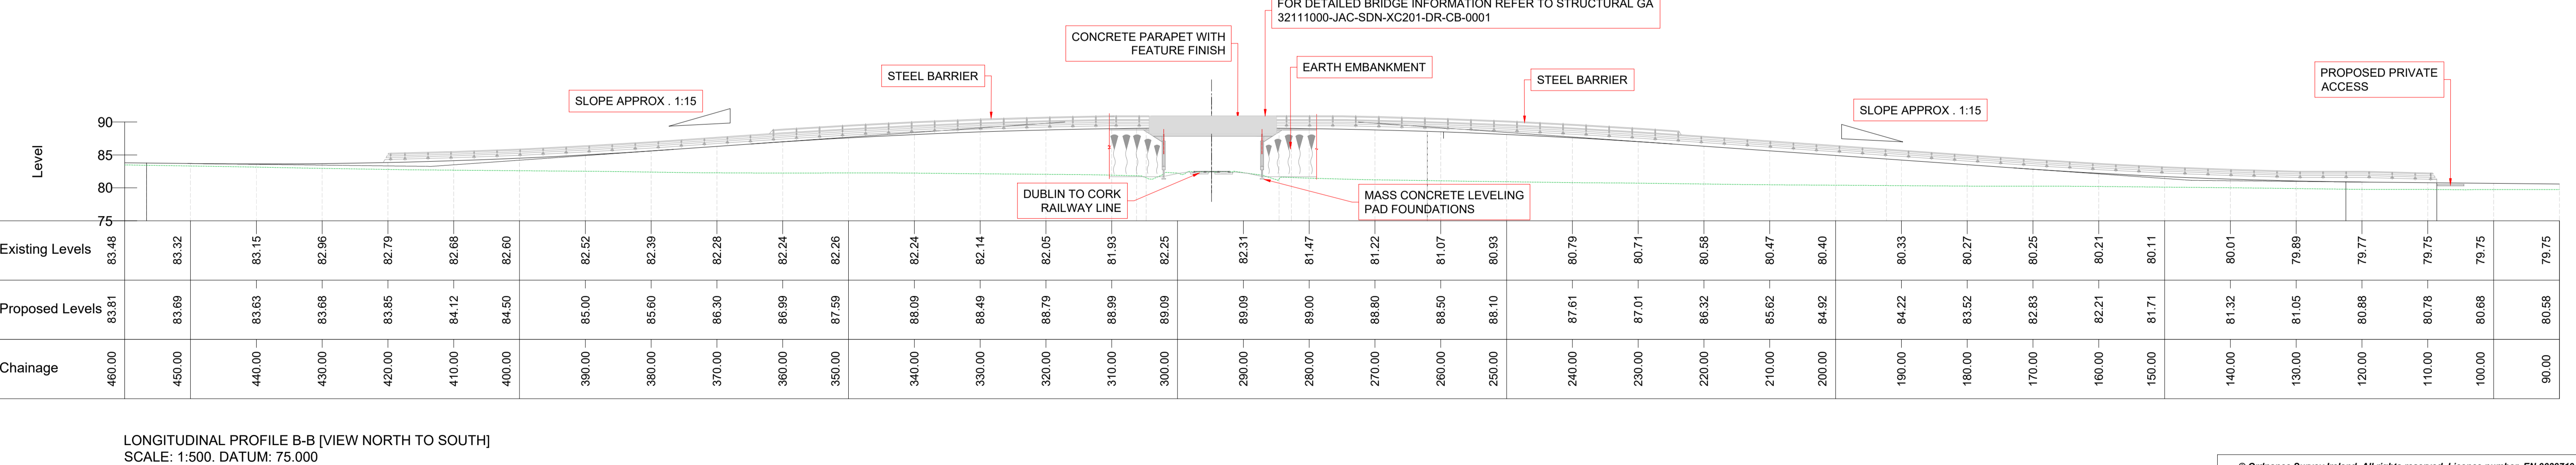 FOR DETAILED BRIDGE INFORMATION REFER TO STRUCTURAL GA
32111000-JAC-SDN-XC201-DR-CB-0001
CONCRETE PARAPET WITH
FEATURE FINISH
EARTH EMBANKMENT
STEEL BARRIER
STEEL BARRIER
PROPOSED PRIVATE
ACCESS
SLOPE APPROX . 1:15
SLOPE APPROX . 1:15
Level
90
85
80
75
DUBLIN TO CORK
RAILWAY LINE
MASS CONCRETE LEVELING
PAD FOUNDATIONS
Existing Levels 83.48 83.32 83.15 82.96 82.79 82.68 82.60 82.52 82.39 82.28 82.24 82.26 82.24 82.14 82.05 81.93 82.25 82.31 81.47 81.22 81.07 80.93 80.79 80.71 80.58 80.47 80.40 80.33 80.27 80.25 80.21 80.11 80.01 79.89 79.77 79.75 79.75 79.75
Proposed Levels 83.81 83.69 83.63 83.68 83.85 84.12 84.50 85.00 85.60 86.30 86.99 87.59 88.09 88.49 88.79 88.99 89.09 89.09 89.00 88.80 88.50 88.10 87.61 87.01 86.32 85.62 84.92 84.22 83.52 82.83 82.21 81.71 81.32 81.05 80.88 80.78 80.68 80.58
Chainage 460.00 450.00 440.00 430.00 420.00 410.00 400.00 390.00 380.00 370.00 360.00 350.00 340.00 330.00 320.00 310.00 300.00 290.00 280.00 270.00 260.00 250.00 240.00 230.00 220.00 210.00 200.00 190.00 180.00 170.00 160.00 150.00 140.00 130.00 120.00 110.00 100.00 90.00
LONGITUDINAL PROFILE B-B [VIEW NORTH TO SOUTH]
SCALE: 1:500. DATUM: 75.000